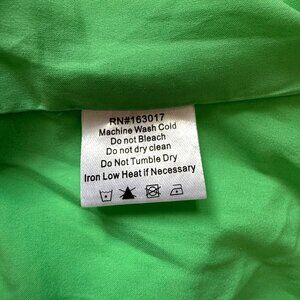 RN#163017
Machine Wash Cold
Do not Bleach
Do not dry clean
Do Not Tumble Dry
Iron Low Heat if Necessary